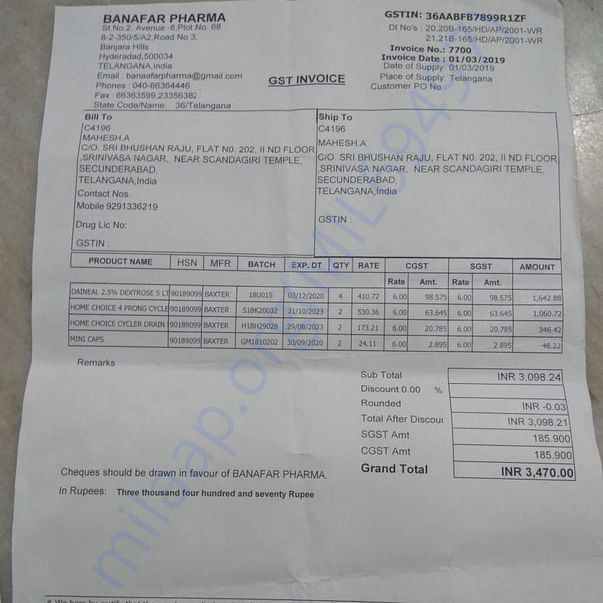 BANAFAR PHARMA
St.No.2, Avenue -8,Plot No. 68
8-2-350/5/A2,Road No 3,
Banjara Hills
Hyderadad,500034
TELANGANA,India
Email : banaafarpharma@gmail.com
Phones : 040-66364446
Fax : 66363599,23356382
State Code/Name: 36/Telangana
GST INVOICE
GSTIN: 36AABFB7899R1ZF
Dl No's : 20,20B-165/HD/AP/2001-WR
21,21B-165/HD/AP/2001-WR
Invoice No.: 7700
Invoice Date : 01/03/2019
Date of Supply: 01/03/2019
Place of Supply: Telangana
Customer PO No :
Bill To
C4196
MAHESH.A
C/O. SRI BHUSHAN RAJU, FLAT N0. 202, II ND FLOOR
,SRINIVASA NAGAR, NEAR SCANDAGIRI TEMPLE,
SECUNDERABAD,
TELANGANA,India
Contact Nos.
Mobile 9291336219
Drug Lic No:
GSTIN :
Ship To
C4196
MAHESH.A
C/O. SRI BHUSHAN RAJU, FLAT N0. 202, II ND FLOOR
,SRINIVASA NAGAR, NEAR SCANDAGIRI TEMPLE,
SECUNDERABAD,
TELANGANA,India
GSTIN :
PRODUCT NAME HSN MFR BATCH EXP. DT QTY RATE CGST SGST AMOUNT
Rate Amt. Rate Amt.
DAINEAL 2.5% DEXTROSE 5 LT 90189099 BAXTER 18U015 03/12/2020 4 410.72 6.00 98.575 6.00 98.575 1,642.88
HOME CHOICE 4 PRONG CYCLE 90189099 BAXTER S18K20032 31/10/2023 2 530.36 6.00 63.645 6.00 63.645 1,060.72
HOME CHOICE CYCLER DRAIN 90189099 BAXTER H18H29028 29/08/2023 2 173.21 6.00 20.785 6.00 20.785 346.42
MINI CAPS 90189099 BAXTER GM1810202 30/09/2020 2 24.11 6.00 2.895 6.00 2.895 48.22
Remarks
Sub Total INR 3,098.24
Discount 0.00 %
Rounded INR -0.03
Total After Discour INR 3,098.21
SGST Amt 185.900
CGST Amt 185.900
Grand Total INR 3,470.00
Cheques should be drawn in favour of BANAFAR PHARMA.
In Rupees: Three thousand four hundred and seventy Rupee